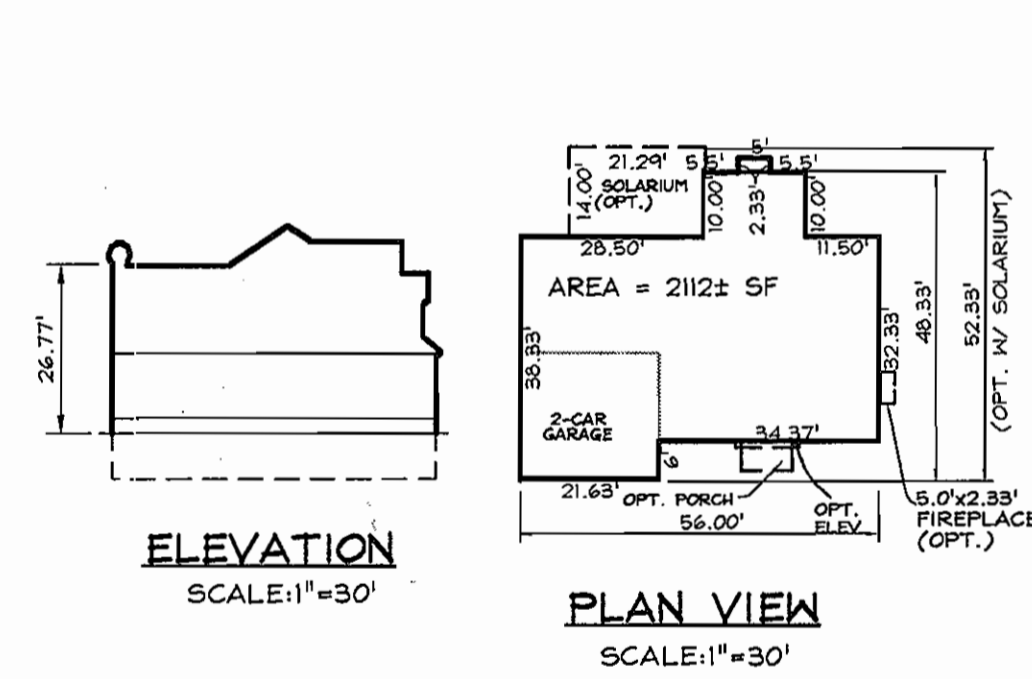 26.77'
ELEVATION
SCALE:1"=30'
5'
21.29'
5.5'
5.5'
14.00'
SOLARIUM
(OPT.)
10.00'
2.33'
10.00'
28.50'
11.50'
AREA = 2112± SF
38.33'
32.33'
48.33'
52.33'
(OPT. W/ SOLARIUM)
2-CAR
GARAGE
34.37'
6'
21.63'
OPT. PORCH
OPT.
ELEV.
56.00'
5.0'x2.33'
FIREPLACE
(OPT.)
PLAN VIEW
SCALE:1"=30'